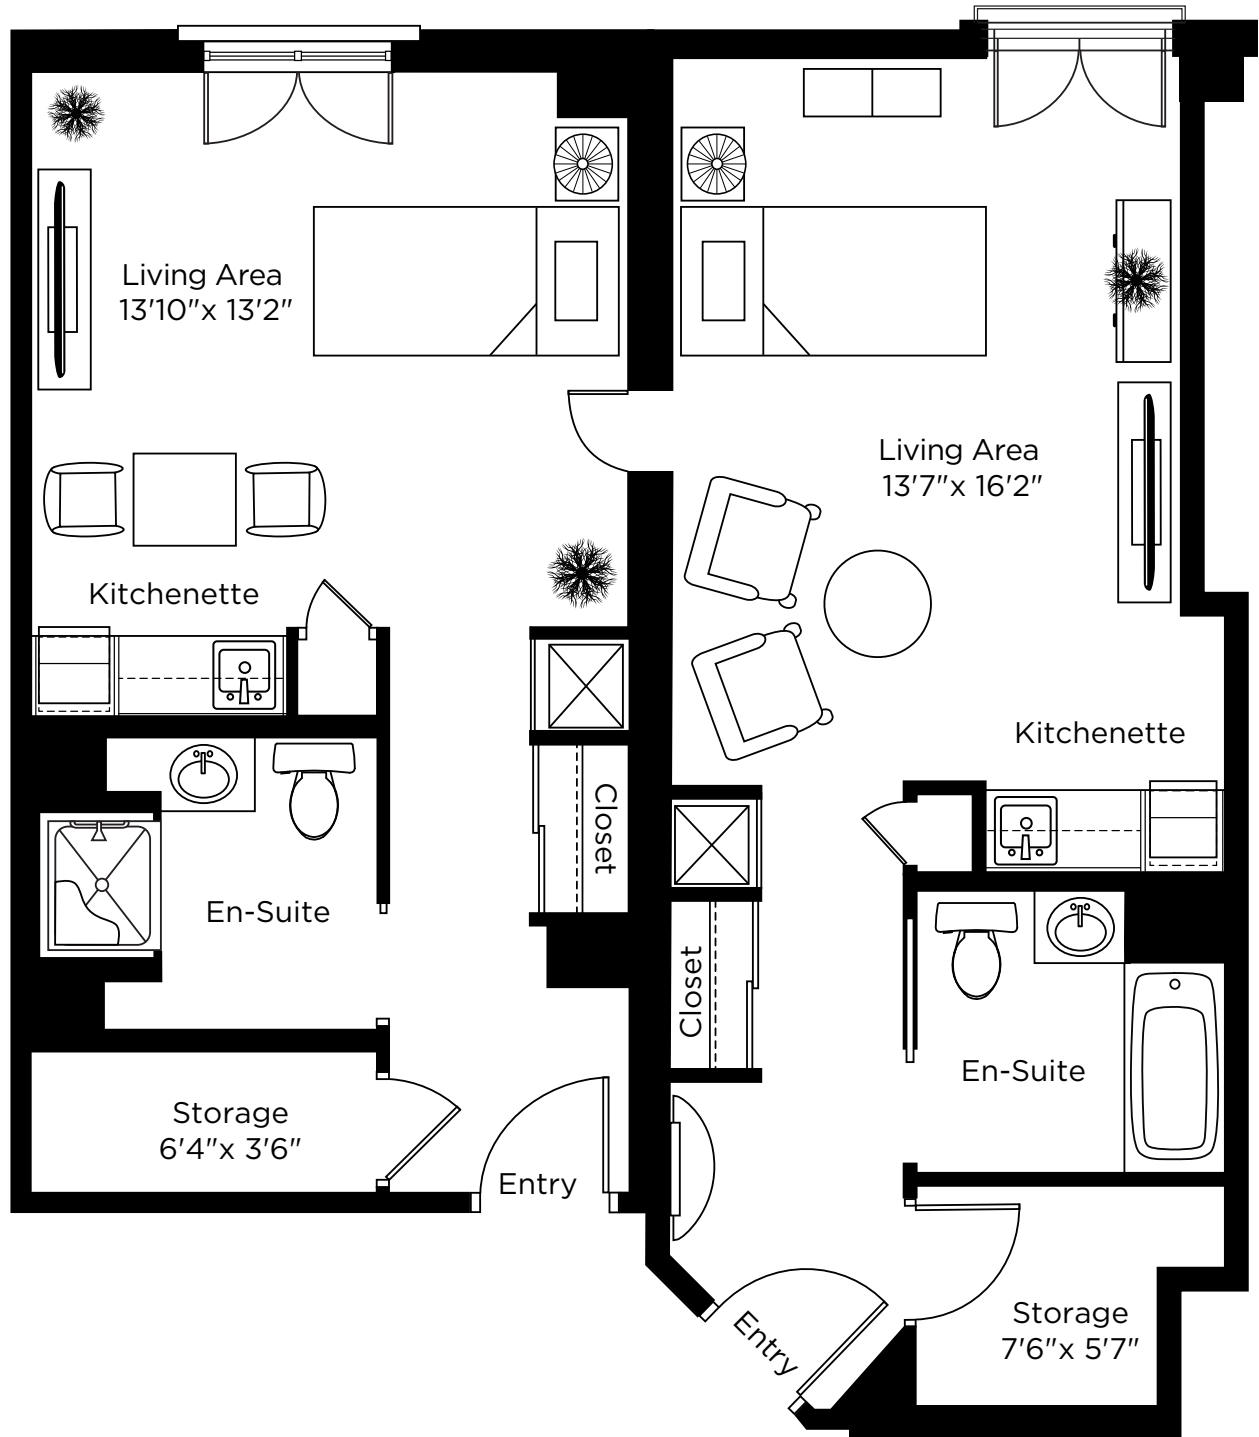 Living Area
13'10"x 13'2"
Living Area
13'7"x 16'2"
Kitchenette
Kitchenette
Closet
En-Suite
Closet
En-Suite
Storage
6'4"x 3'6"
Entry
Storage
7'6"x 5'7"
Entry